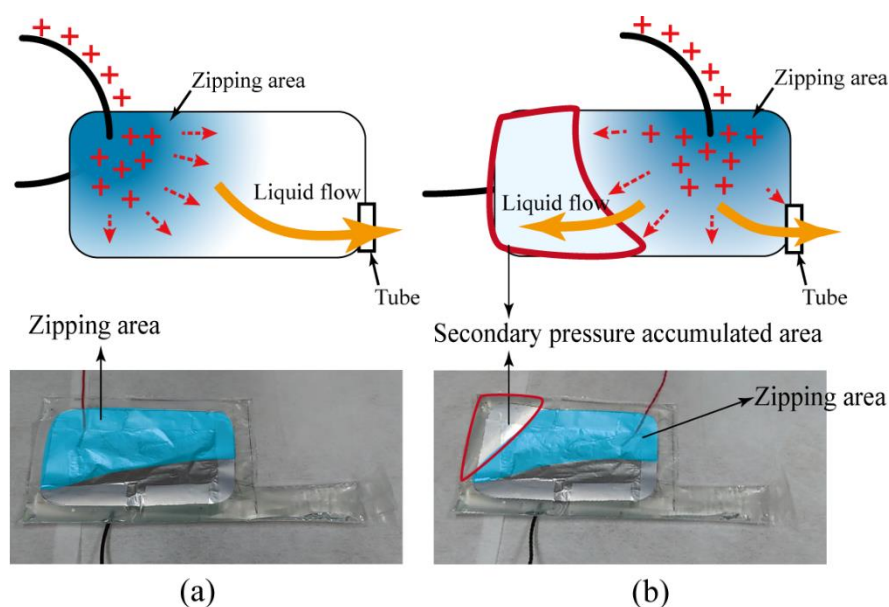 Zipping area
Liquid flow
Tube
Zipping area
Liquid flow
Tube
Zipping area
Secondary pressure accumulated area
Zipping area
(a)
(b)